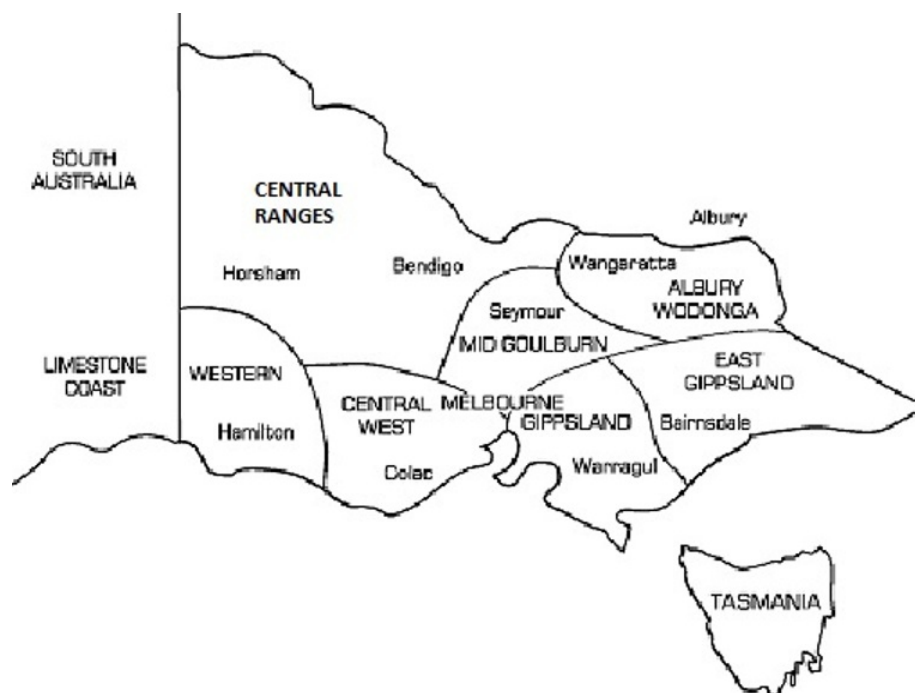 SOUTH
AUSTRALIA
CENTRAL
RANGES
Albury
Horsham
Bendigo
Wangaratta
ALBURY
WODONGA
Seymour
MID GOULBURN
LIMESTONE
COAST
WESTERN
Hamilton
CENTRAL
WEST
Colac
MELBOURNE
GIPPSLAND
Warragul
EAST
GIPPSLAND
Bairnsdale
TASMANIA